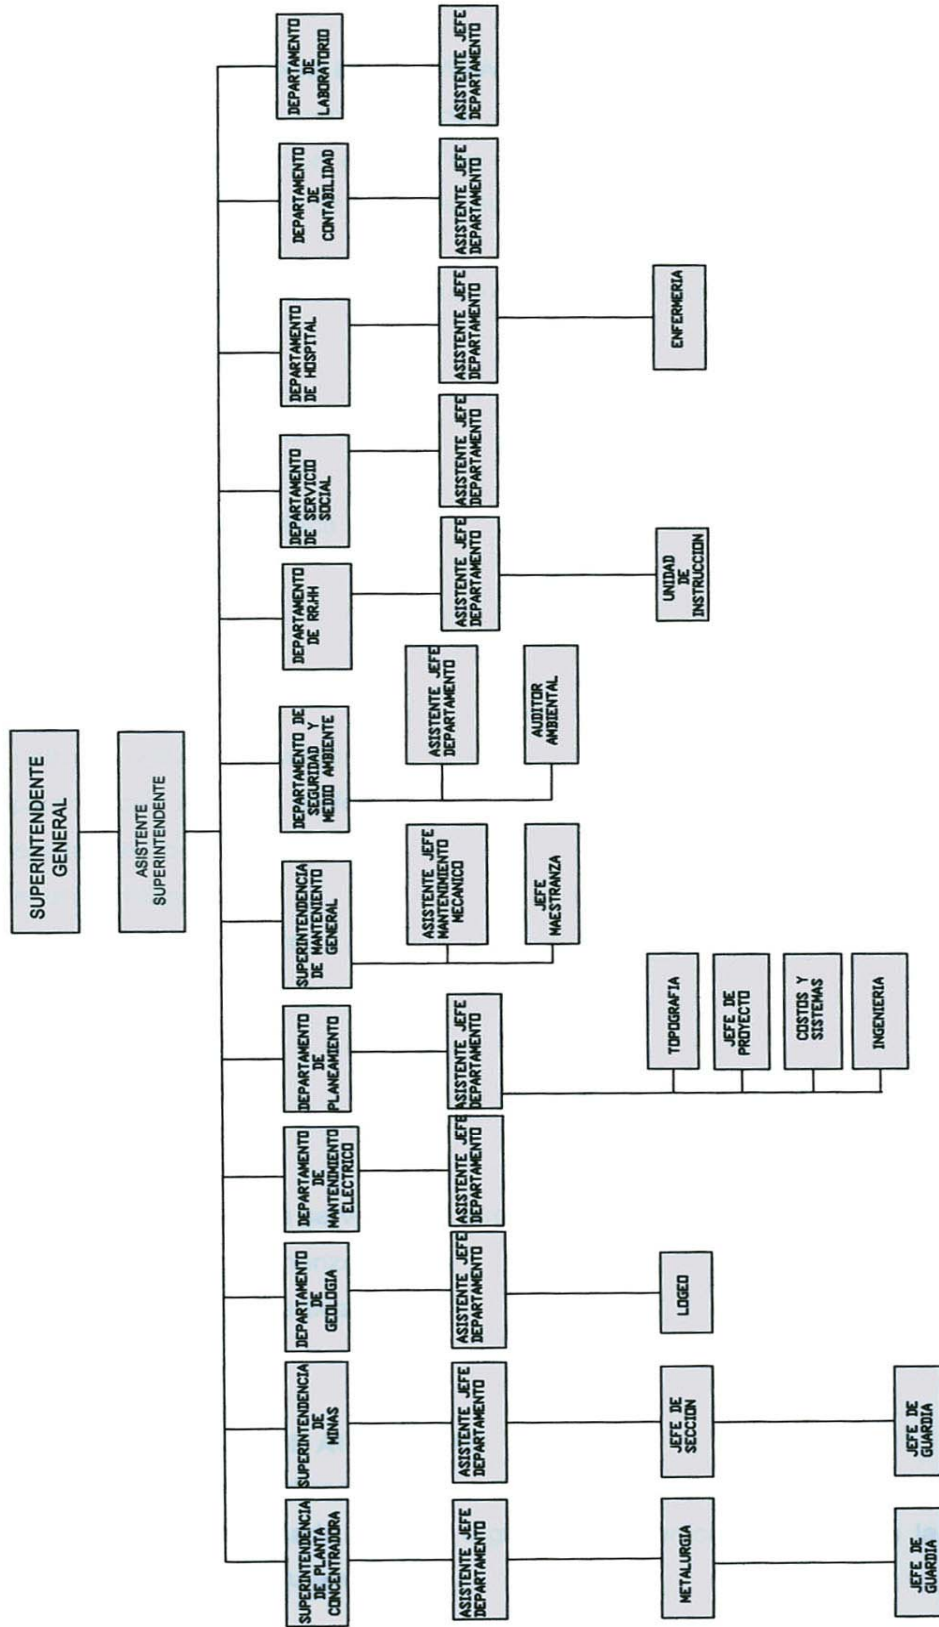 SUPERINTENDENTE
GENERAL
ASISTENTE
SUPERINTENDENTE
SUPERINTENDENCIA
DE PLANTA
CONCENTRADORA
SUPERINTENDENCIA
DE
MINAS
DEPARTAMENTO
DE
GEOLOGIA
DEPARTAMENTO
DE
MANTENIMIENTO
ELECTRICO
DEPARTAMENTO
DE
PLANEAMIENTO
SUPERINTENDENCIA
DE MANTENIENTO
GENERAL
DEPARTAMENTO DE
SEGURIDAD Y
MEDIO AMBIENTE
DEPARTAMENTO
DE RR.HH
DEPARTAMENTO
DE SERVICIO
SOCIAL
DEPARTAMENTO
DE HOSPITAL
DEPARTAMENTO
DE
CONTABILIDAD
DEPARTAMENTO
DE
LABORATORIO
ASISTENTE JEFE
DEPARTAMENTO
ASISTENTE JEFE
DEPARTAMENTO
ASISTENTE JEFE
DEPARTAMENTO
ASISTENTE JEFE
DEPARTAMENTO
ASISTENTE JEFE
DEPARTAMENTO
ASISTENTE JEFE
MANTENIMIENTO
MECANICO
ASISTENTE JEFE
DEPARTAMENTO
ASISTENTE JEFE
DEPARTAMENTO
ASISTENTE JEFE
DEPARTAMENTO
ASISTENTE JEFE
DEPARTAMENTO
ASISTENTE JEFE
DEPARTAMENTO
ASISTENTE JEFE
DEPARTAMENTO
JEFE
MAESTRANZA
AUDITOR
AMBIENTAL
METALURGIA
JEFE DE
SECCION
LOGEO
TOPOGRAFIA
JEFE DE
PROYECTO
COSTOS Y
SISTEMAS
INGENIERIA
UNIDAD
DE
INSTRUCCION
ENFERMERIA
JEFE DE
GUARDIA
JEFE DE
GUARDIA